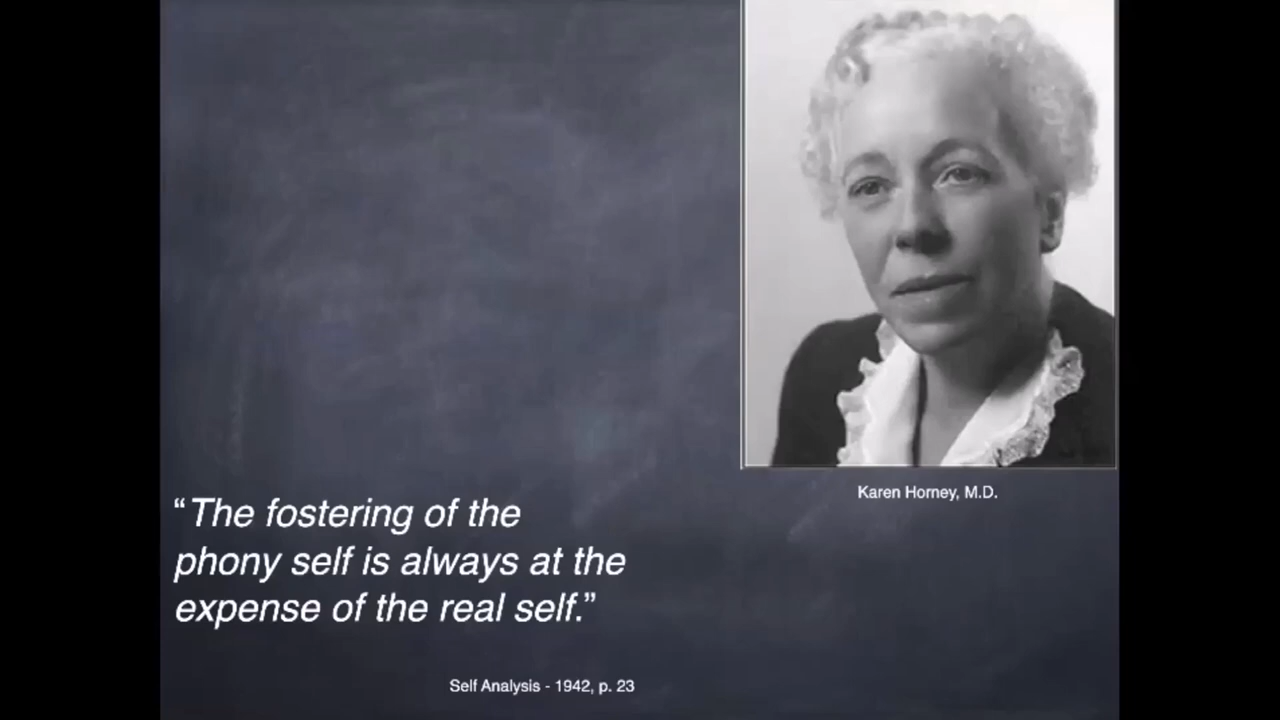 Karen Horney, M.D.
“The fostering of the
phony self is always at the
expense of the real self.”
Self Analysis - 1942, p. 23